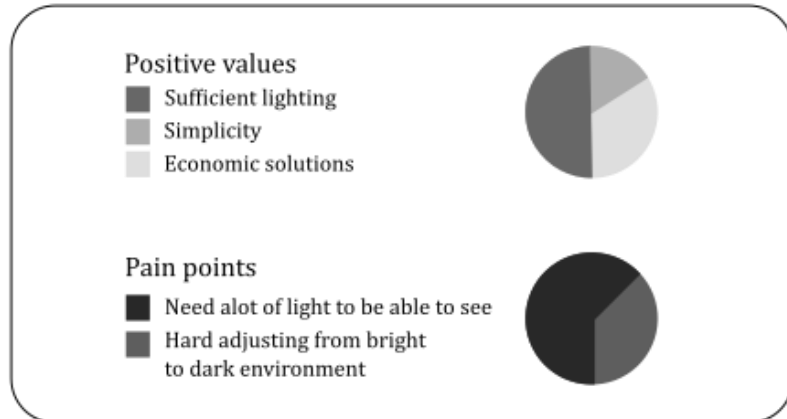 Positive values
Sufficient lighting
Simplicity
Economic solutions
Pain points
Need alot of light to be able to see
Hard adjusting from bright
to dark environment